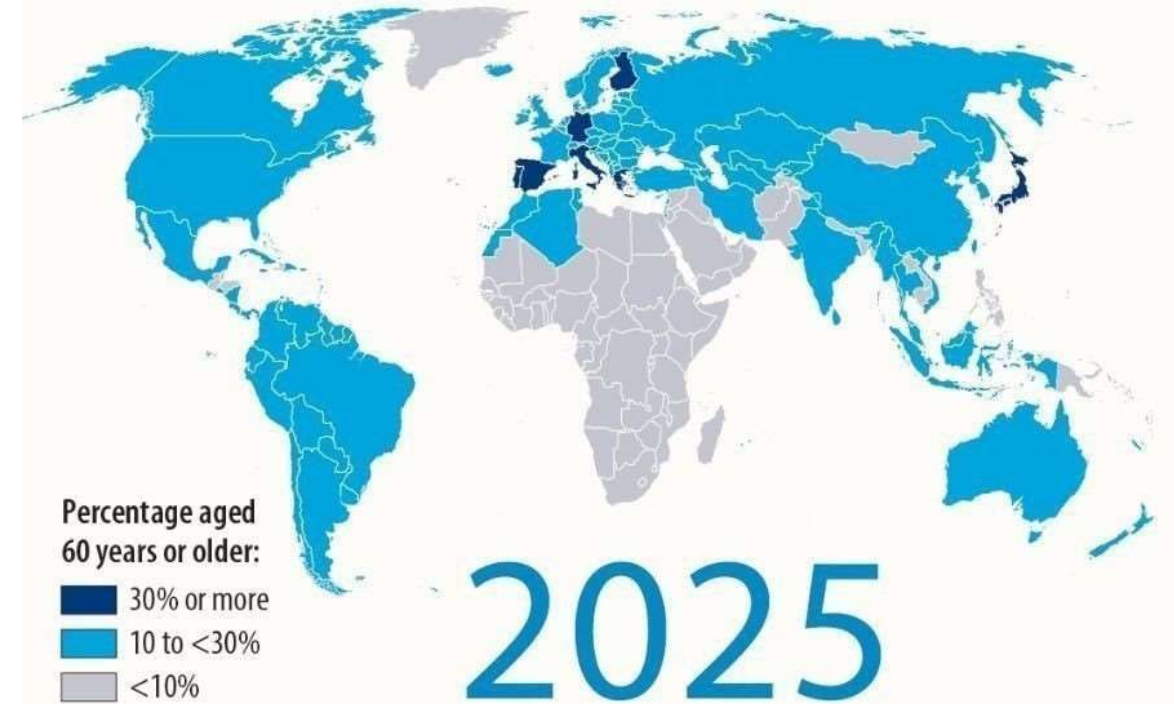 Percentage aged
60 years or older:
30% or more
10 to <30%
<10%
2025